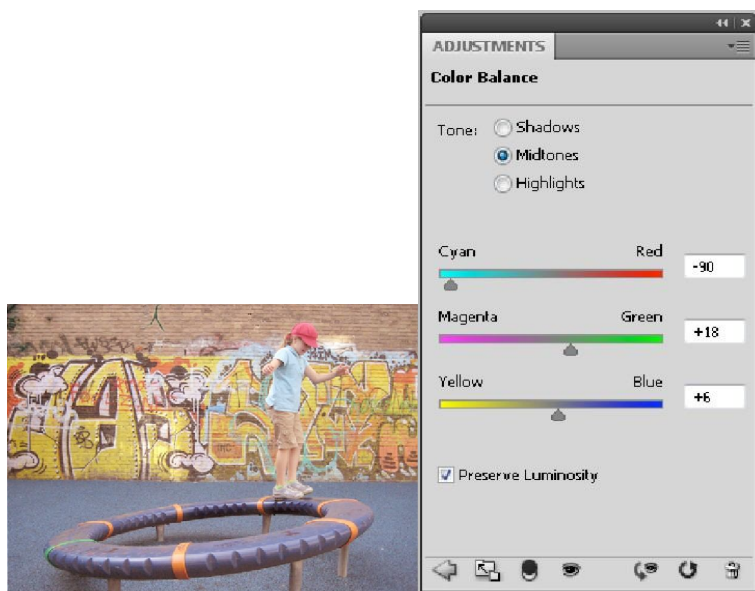 ADJUSTMENTS
Color Balance
Tone: Shadows
Midtones
Highlights
Cyan Red -90
Magenta Green +18
Yellow Blue +6
Preserve Luminosity